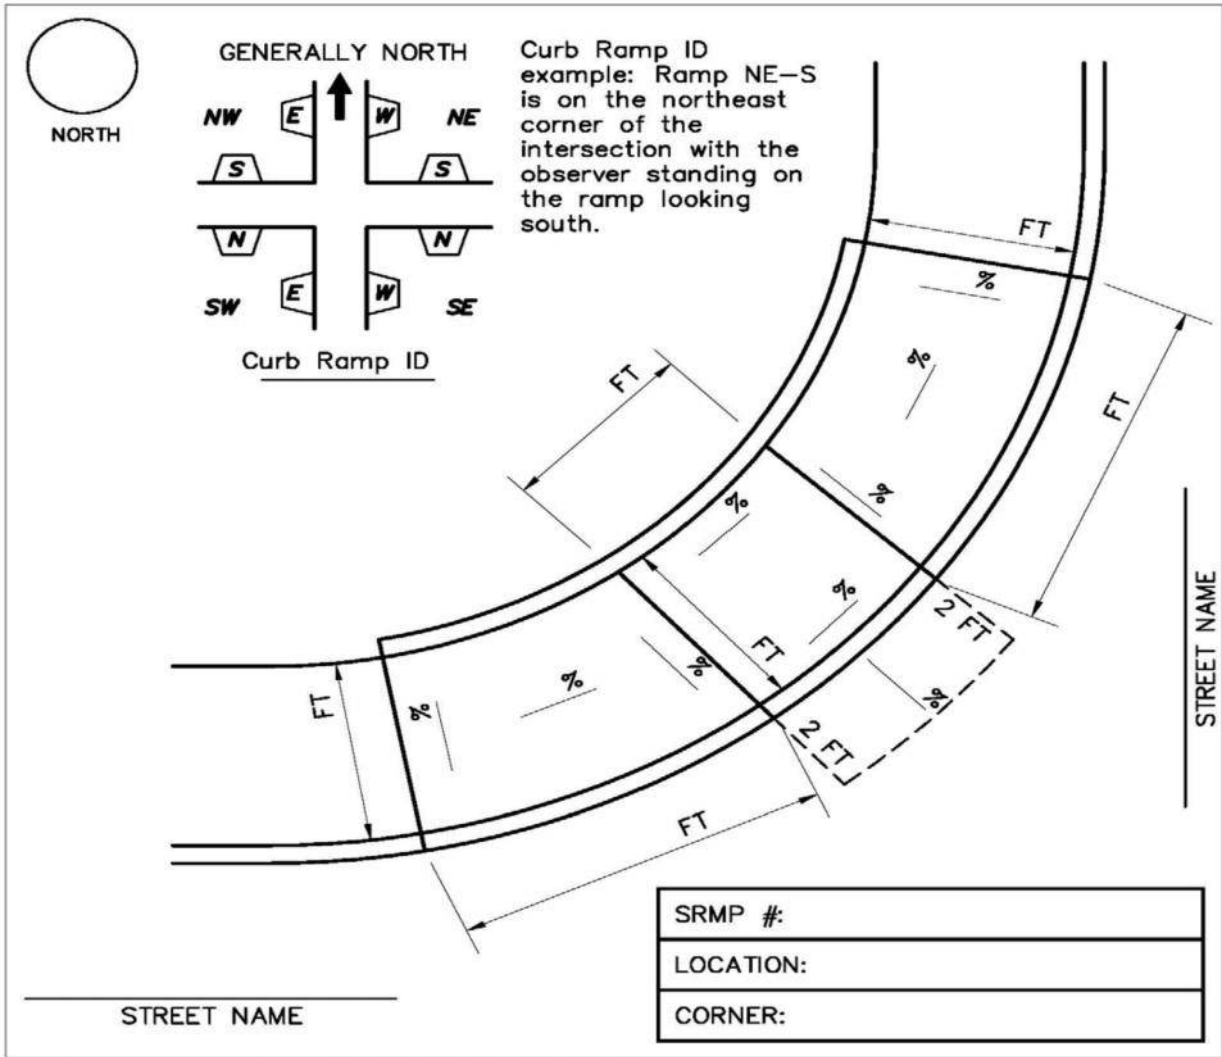 NORTH
GENERALLY NORTH
NW
E
W
NE
S
S
N
N
SW
E
W
SE
Curb Ramp ID
Curb Ramp ID
example: Ramp NE-S
is on the northeast
corner of the
intersection with the
observer standing on
the ramp looking
south.
FT
%
%
FT
FT
%
%
%
2 FT
FT
%
%
%
FT
%
2 FT
%
FT
STREET NAME
STREET NAME
SRMP #:
LOCATION:
CORNER: